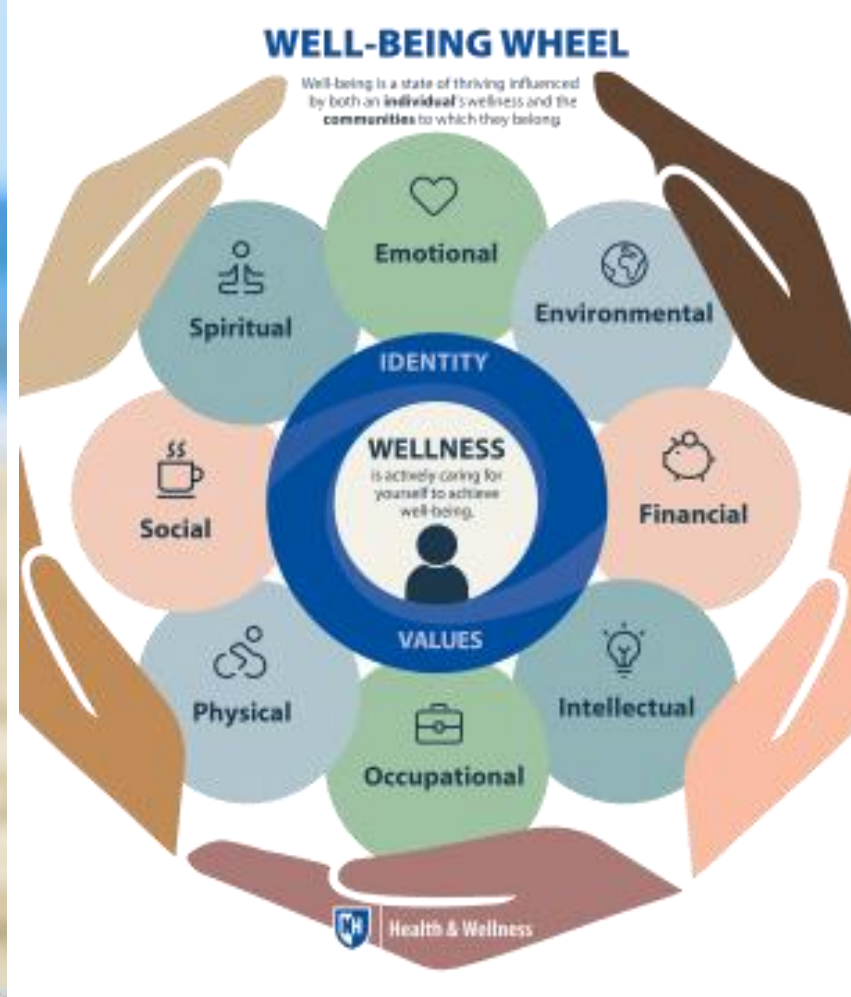 WELL-BEING WHEEL
Well-being is a state of thriving influenced
by both an individual's wellness and the
communities to which they belong.
Emotional
Spiritual
Environmental
IDENTITY
WELLNESS
is actively caring for
yourself to achieve
well-being.
Social
Financial
VALUES
Physical
Intellectual
Occupational
NH
Health & Wellness